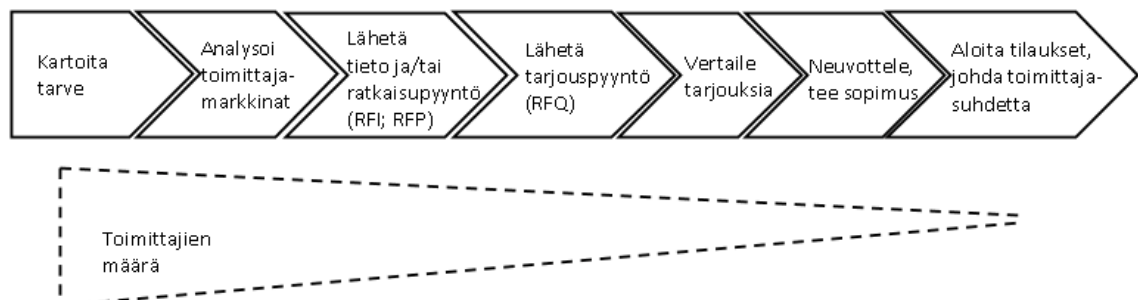 Kartoita
tarve
Analysoi
toimittaja-
markkinat
Lähetä
tieto ja/tai
ratkaisupyyntö
(RFI; RFP)
Lähetä
tarjouspyyntö
(RFQ)
Vertaile
tarjouksia
Neuvottele,
tee sopimus
Aloita tilaukset,
johda toimittaja-
suhdetta
Toimittajien
määrä